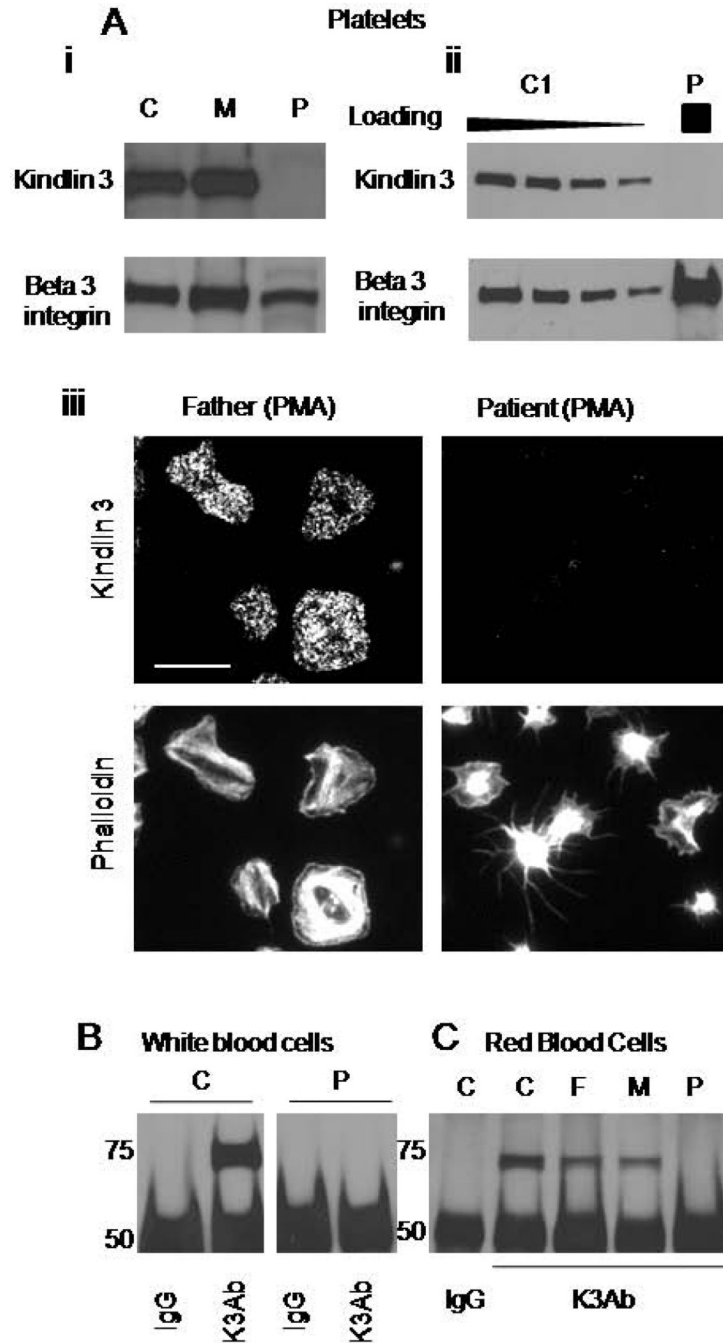 A Platelets
i
C M P
Kindlin 3
Beta 3
integrin
ii
C1 P
Loading
Kindlin 3
Beta 3
integrin
iii
Father (PMA) Patient (PMA)
Kindlin 3
Phalloidin
B White blood cells
C P
75
50
IgG K3Ab IgG K3Ab
C Red Blood Cells
C C F M P
75
50
IgG K3Ab